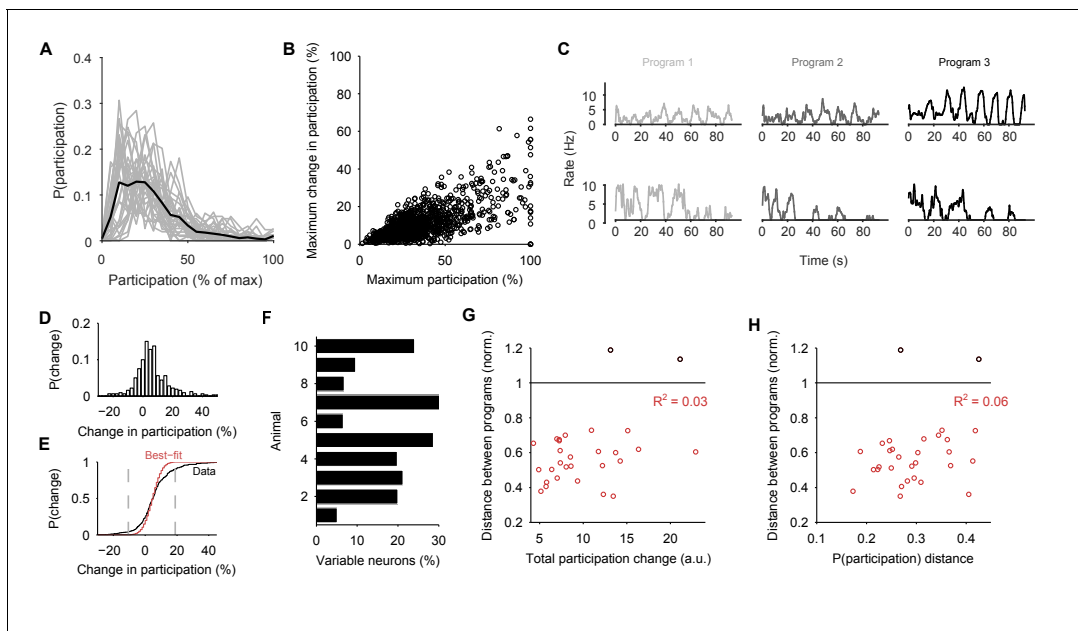 A
0.4
0.3
0.2
0.1
0
P(participation)
0 50 100
Participation (% of max)
B
100
80
60
40
20
0
Maximum change in participation (%)
50 100
Maximum participation (%)
C
Program 1 Program 2 Program 3
10
5
0
0 20 40 60 80 0 20 40 60 80 0 20 40 60 80
10
5
0
0 20 40 60 80 0 20 40 60 80 0 20 40 60 80
Rate (Hz)
Time (s)
D
0.2
0.1
0
P(change)
−20 0 20 40
Change in participation (%)
E
1
0.5
0
P(change)
Best−fit
Data
−20 0 20 40
Change in participation (%)
F
10
8
6
4
2
Animal
0 10 20 30
Variable neurons (%)
G
1.2
1
0.8
0.6
0.4
0.2
Distance between programs (norm.)
R2 = 0.03
5 10 15 20
Total participation change (a.u.)
H
1.2
1
0.8
0.6
0.4
0.2
Distance between programs (norm.)
R2 = 0.06
0.1 0.2 0.3 0.4
P(participation) distance